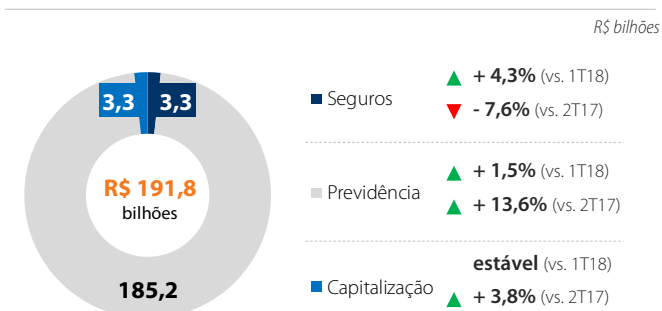 R$ bilhões
3,3
3,3
R$ 191,8
bilhões
185,2
Seguros
+ 4,3% (vs. 1T18)
- 7,6% (vs. 2T17)
Previdência
+ 1,5% (vs. 1T18)
+ 13,6% (vs. 2T17)
Capitalização
estável (vs. 1T18)
+ 3,8% (vs. 2T17)